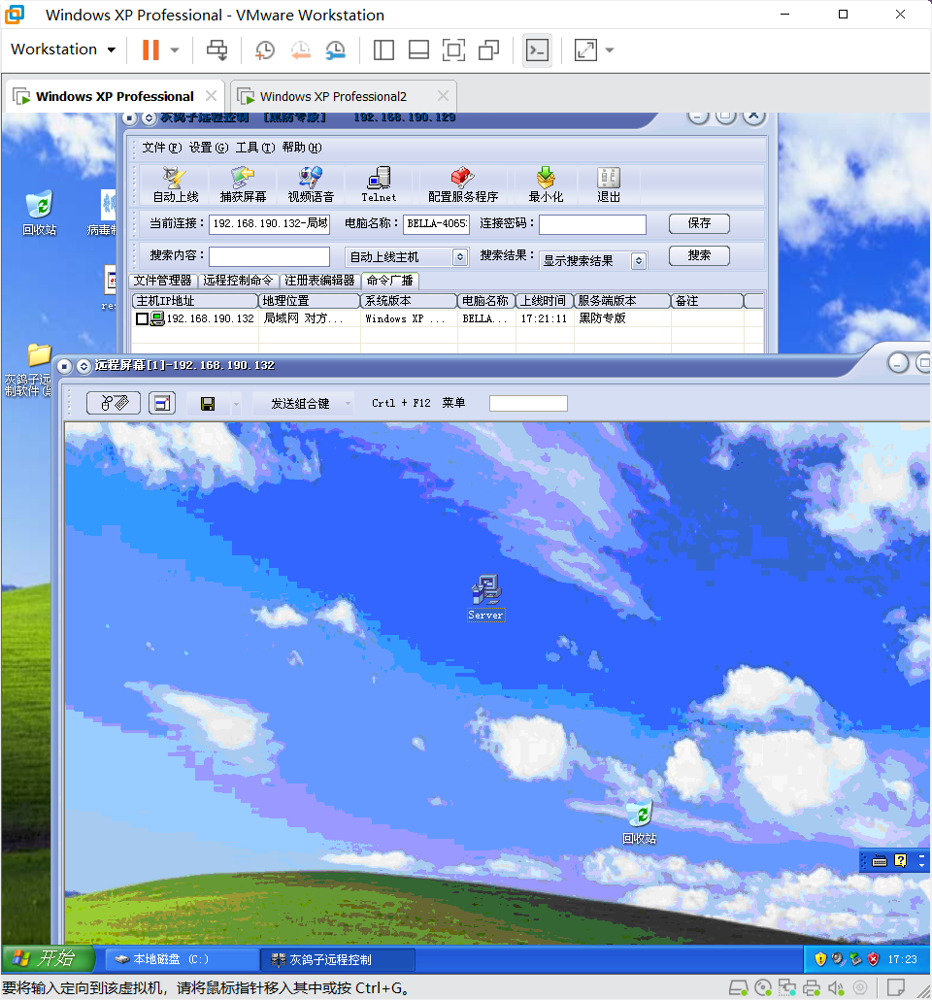 Windows XP Professional - VMware Workstation
Workstation
Windows XP Professional
Windows XP Professional2
灰鸽子远程控制 【黑防专版】 192.168.190.129
文件(F) 设置(G) 工具(T) 帮助(H)
自动上线 捕获屏幕 视频语音 Telnet 配置服务程序 最小化 退出
当前连接: 192.168.190.132-局域 电脑名称: BELLA-4065 连接密码: 保存
搜索内容: 自动上线主机 搜索结果: 显示搜索结果 搜索
文件管理器 远程控制命令 注册表编辑器 命令广播
主机IP地址 地理位置 系统版本 电脑名称 上线时间 服务端版本 备注
192.168.190.132 局域网 对方... Windows XP ... BELLA... 17:21:11 黑防专版
回收站
病毒
re
灰鸽子远
制软件
远程屏幕[1]-192.168.190.132
发送组合键 Crtl + F12 菜单
Server
回收站
开始 本地磁盘 (C:) 灰鸽子远程控制 17:23
要将输入定向到该虚拟机，请将鼠标指针移入其中或按 Ctrl+G。